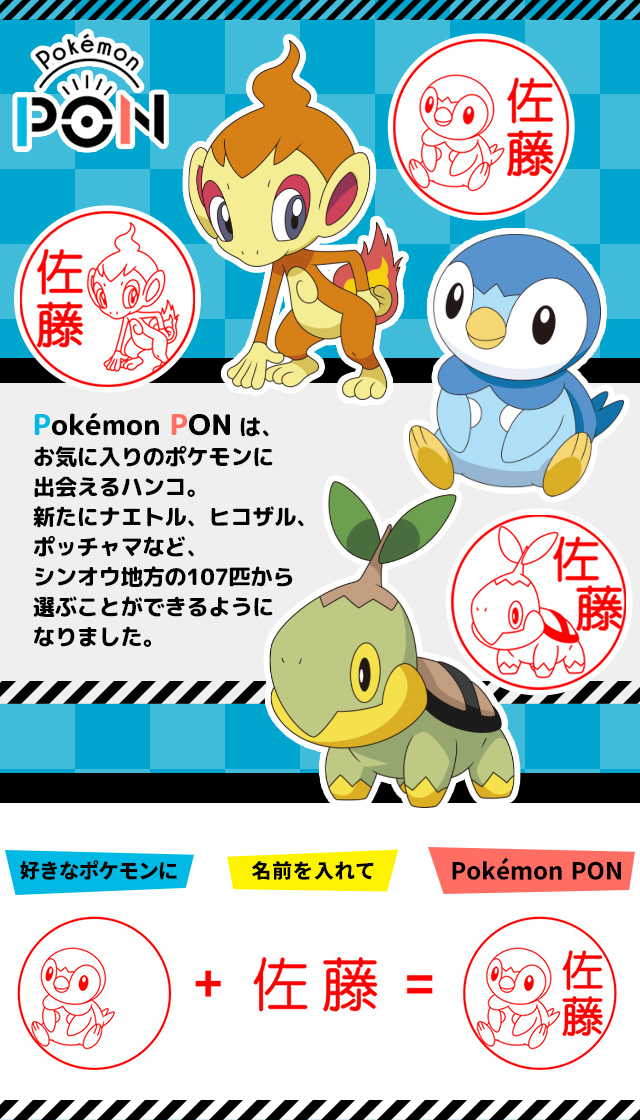 Pokémon
PON
佐藤
佐藤
Pokémon PON は、
お気に入りのポケモンに
出会えるハンコ。
新たにナエトル、ヒコザル、
ポッチャマなど、
シンオウ地方の107匹から
選ぶことができるように
なりました。
佐藤
好きなポケモンに
名前を入れて
Pokémon PON
+ 佐藤 = 佐藤